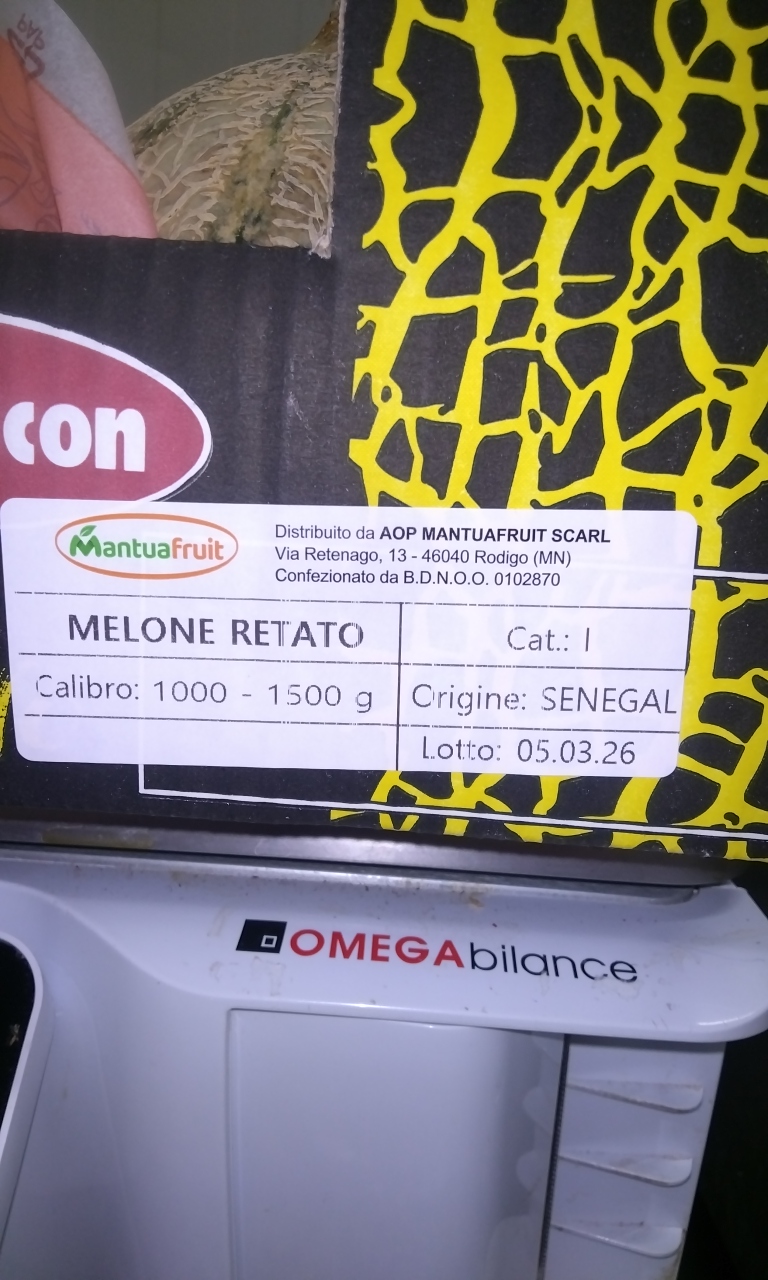 con
Mantuafruit
Distribuito da AOP MANTUAFRUIT SCARL
Via Retenago, 13 - 46040 Rodigo (MN)
Confezionato da B.D.N.O.O. 0102870
MELONE RETATO
Cat.: I
Calibro: 1000 - 1500 g
Origine: SENEGAL
Lotto: 05.03.26
OMEGAbilance